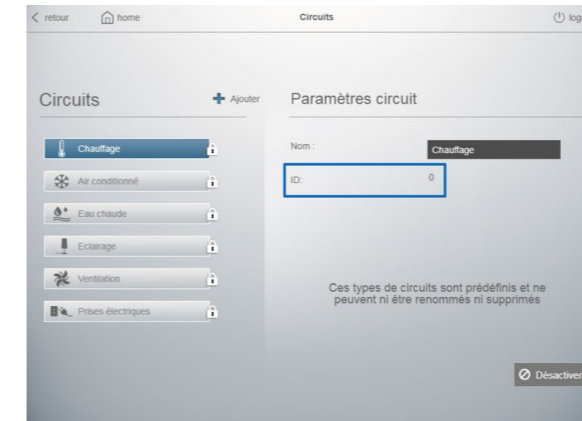 retour
home
Circuits
log
Circuits
Ajouter
Paramètres circuit
Chauffage
Air conditionné
Eau chaude
Eclairage
Ventilation
Prises électriques
Nom :
Chauffage
ID:
0
Ces types de circuits sont prédéfinis et ne
peuvent ni être renommés ni supprimés
Désactiver